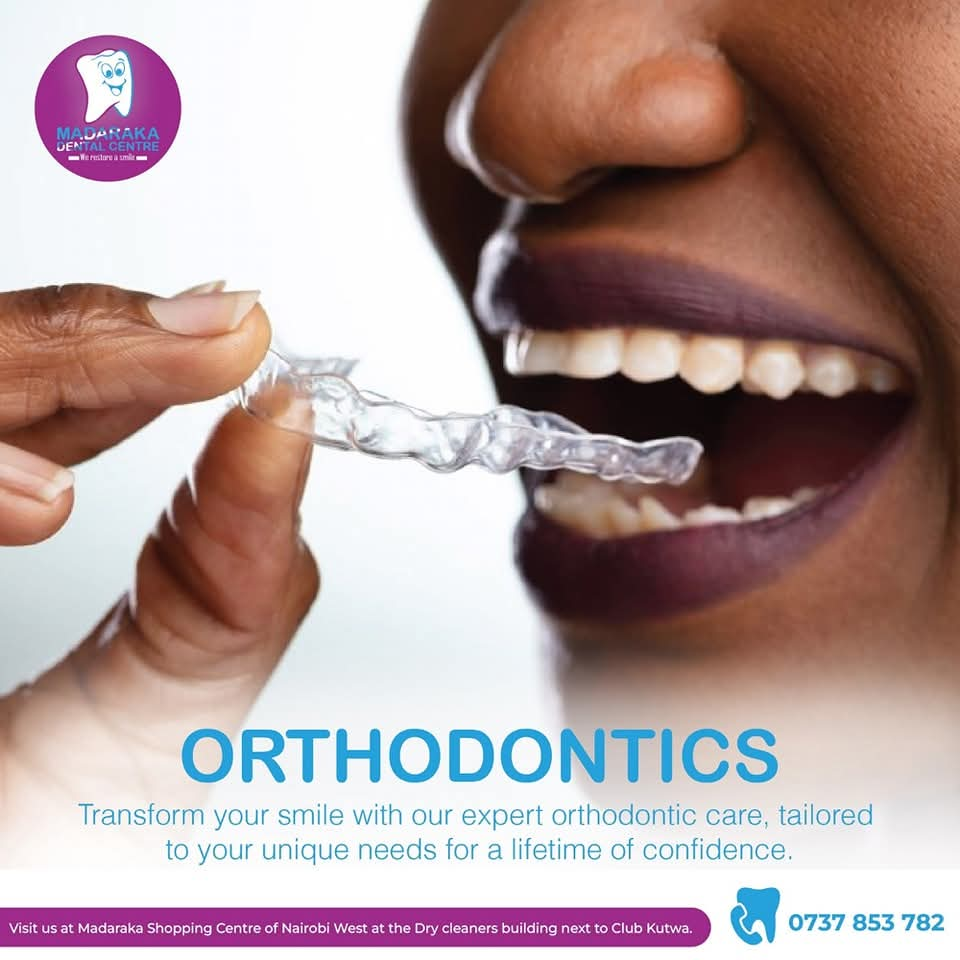 MADARAKA
DENTAL CENTRE
We restore a smile
ORTHODONTICS
Transform your smile with our expert orthodontic care, tailored
to your unique needs for a lifetime of confidence.
Visit us at Madaraka Shopping Centre of Nairobi West at the Dry cleaners building next to Club Kutwa.
0737 853 782